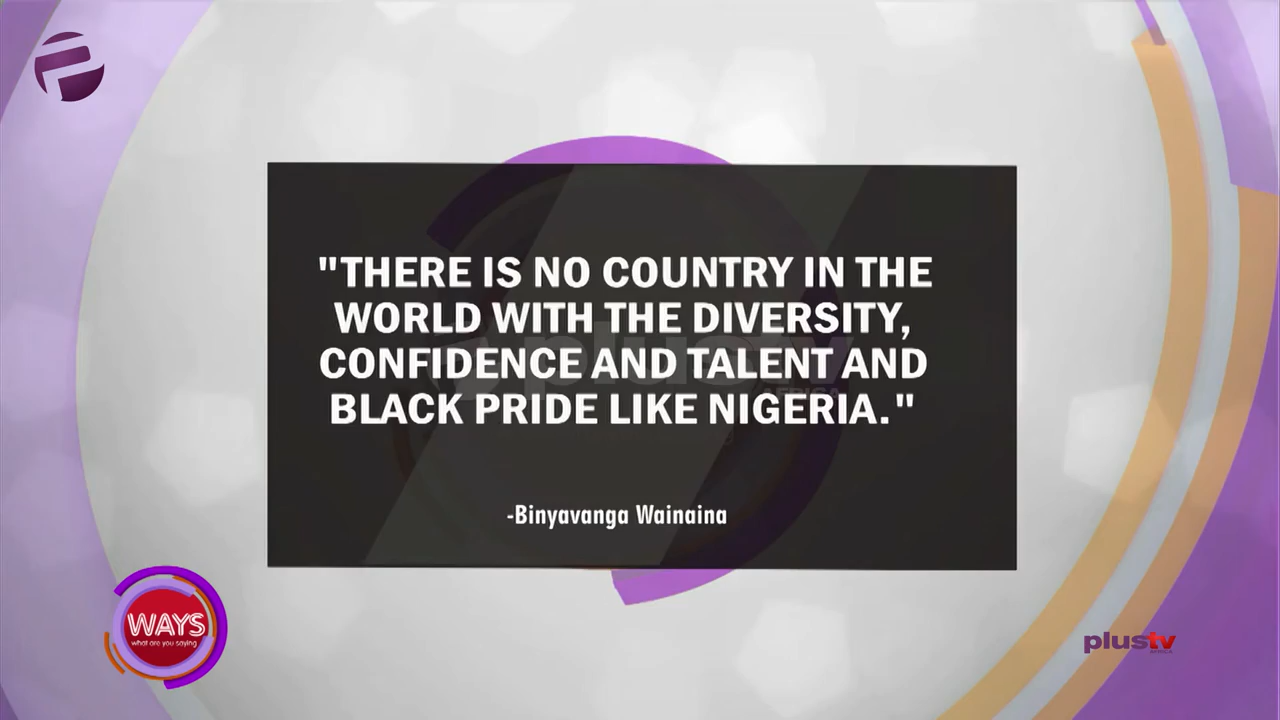 "THERE IS NO COUNTRY IN THE
WORLD WITH THE DIVERSITY,
CONFIDENCE AND TALENT AND
BLACK PRIDE LIKE NIGERIA."
-Binyavanga Wainaina
WAYS
what are you saying
plustv
AFRICA